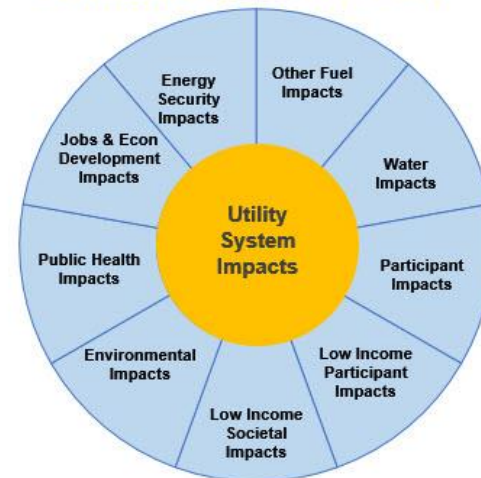 Energy
Security
Impacts
Other Fuel
Impacts
Jobs & Econ
Development
Impacts
Water
Impacts
Utility
System
Impacts
Public Health
Impacts
Participant
Impacts
Environmental
Impacts
Low Income
Participant
Impacts
Low Income
Societal
Impacts